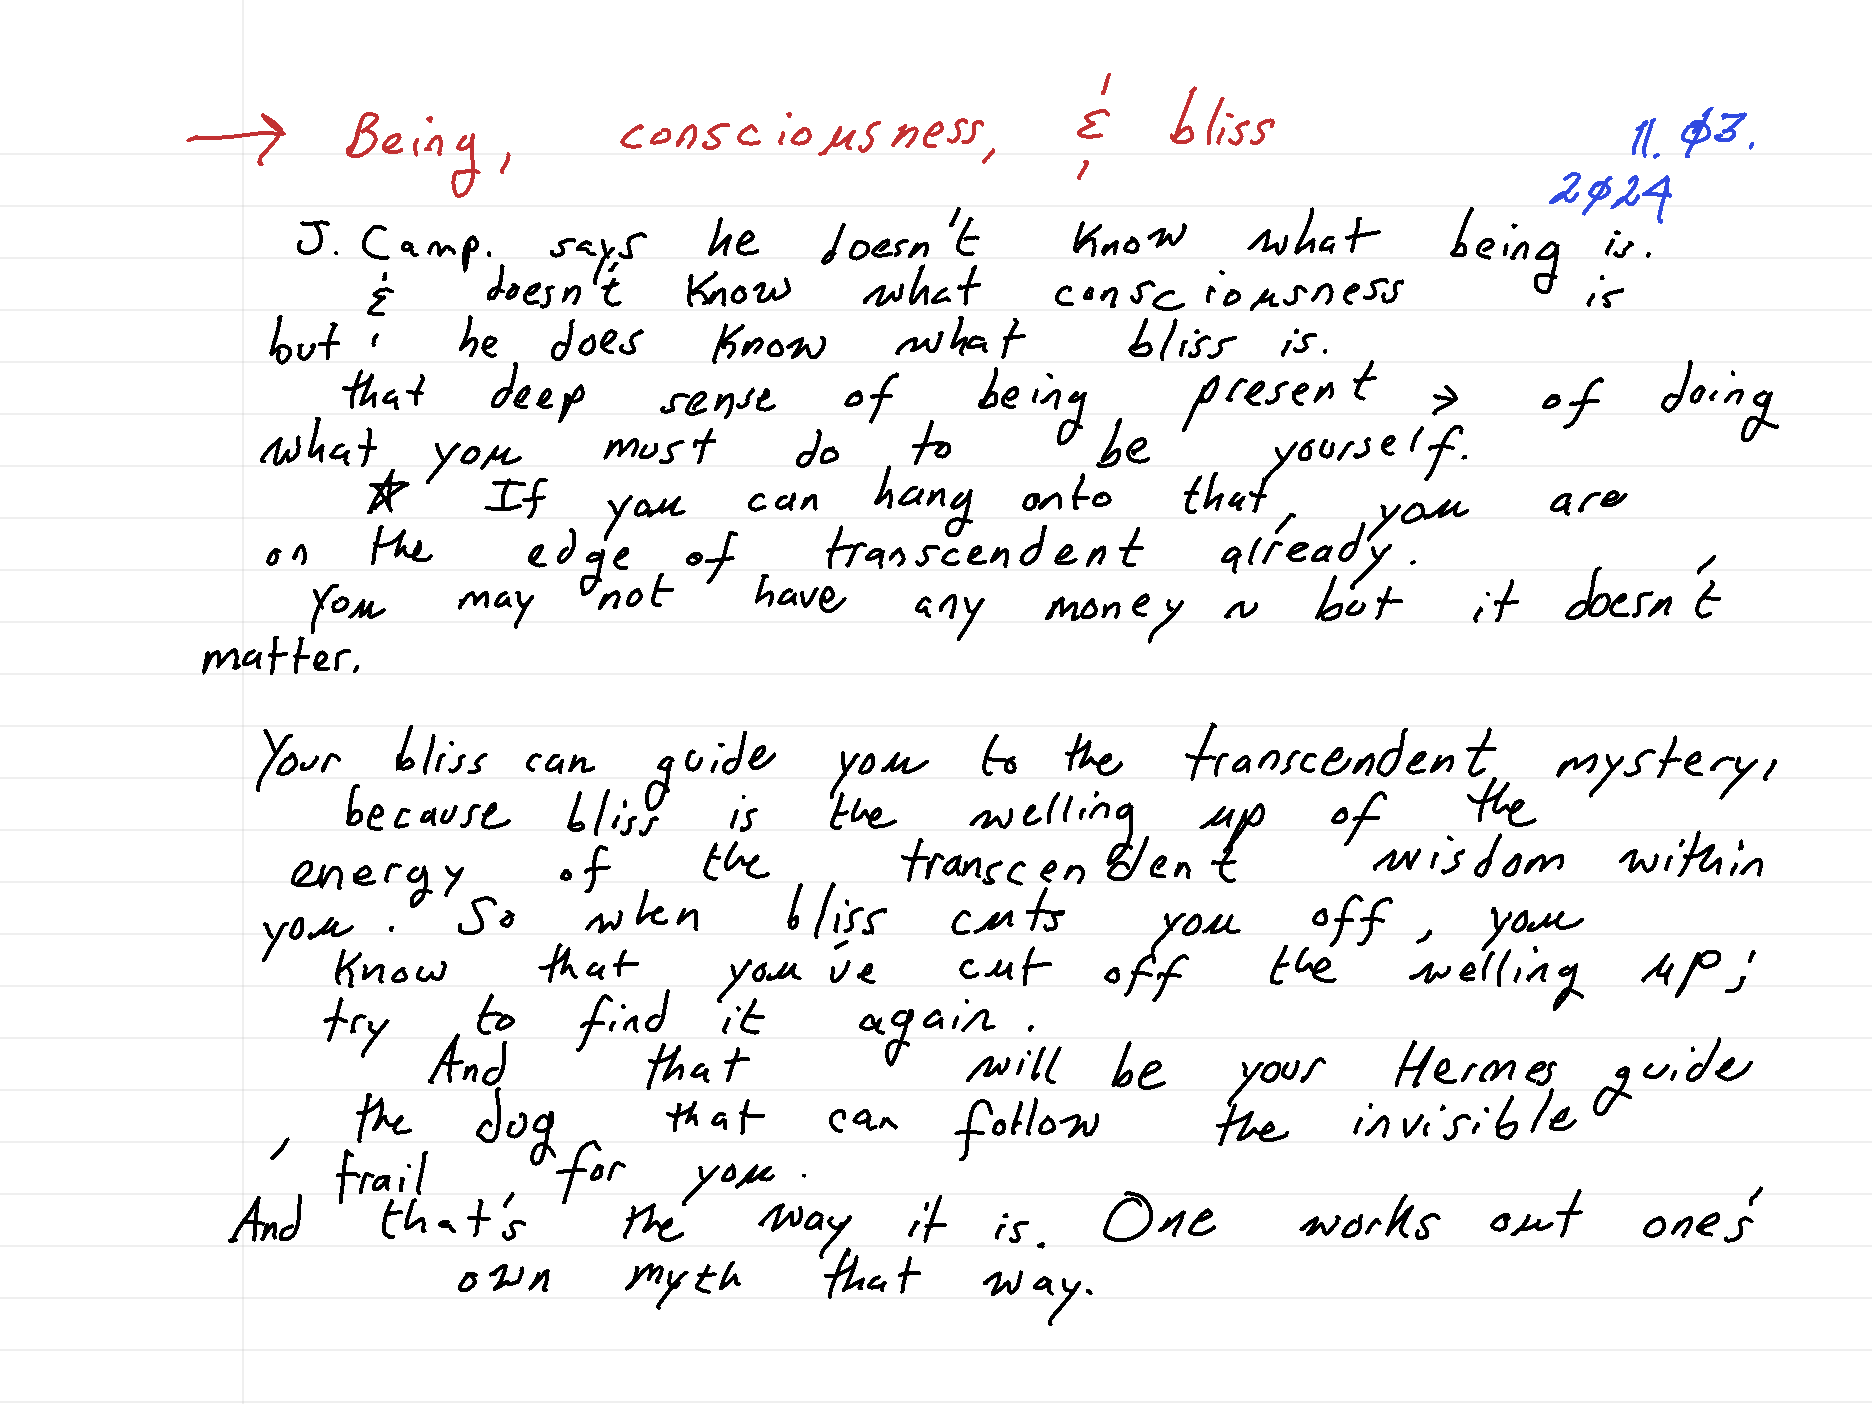 → Being, consciousness, & bliss
11. Ø3.
2Ø24
J. Camp. says he doesn't know what being is.
& doesn't know what consciousness is
but he does know what bliss is.
that deep sense of being present → of doing
what you must do to be yourself.
☆ If you can hang onto that, you are
on the edge of transcendent already.
You may not have any money ~ but it doesn't
matter.
Your bliss can guide you to the transcendent mystery,
because bliss is the welling up of the
energy of the transcendent wisdom within
you. So when bliss cuts you off, you
know that you've cut off the welling up;
try to find it again.
And that will be your Hermes guide
, the dog that can follow the invisible
trail for you.
And that's the way it is. One works out one's
own myth that way.